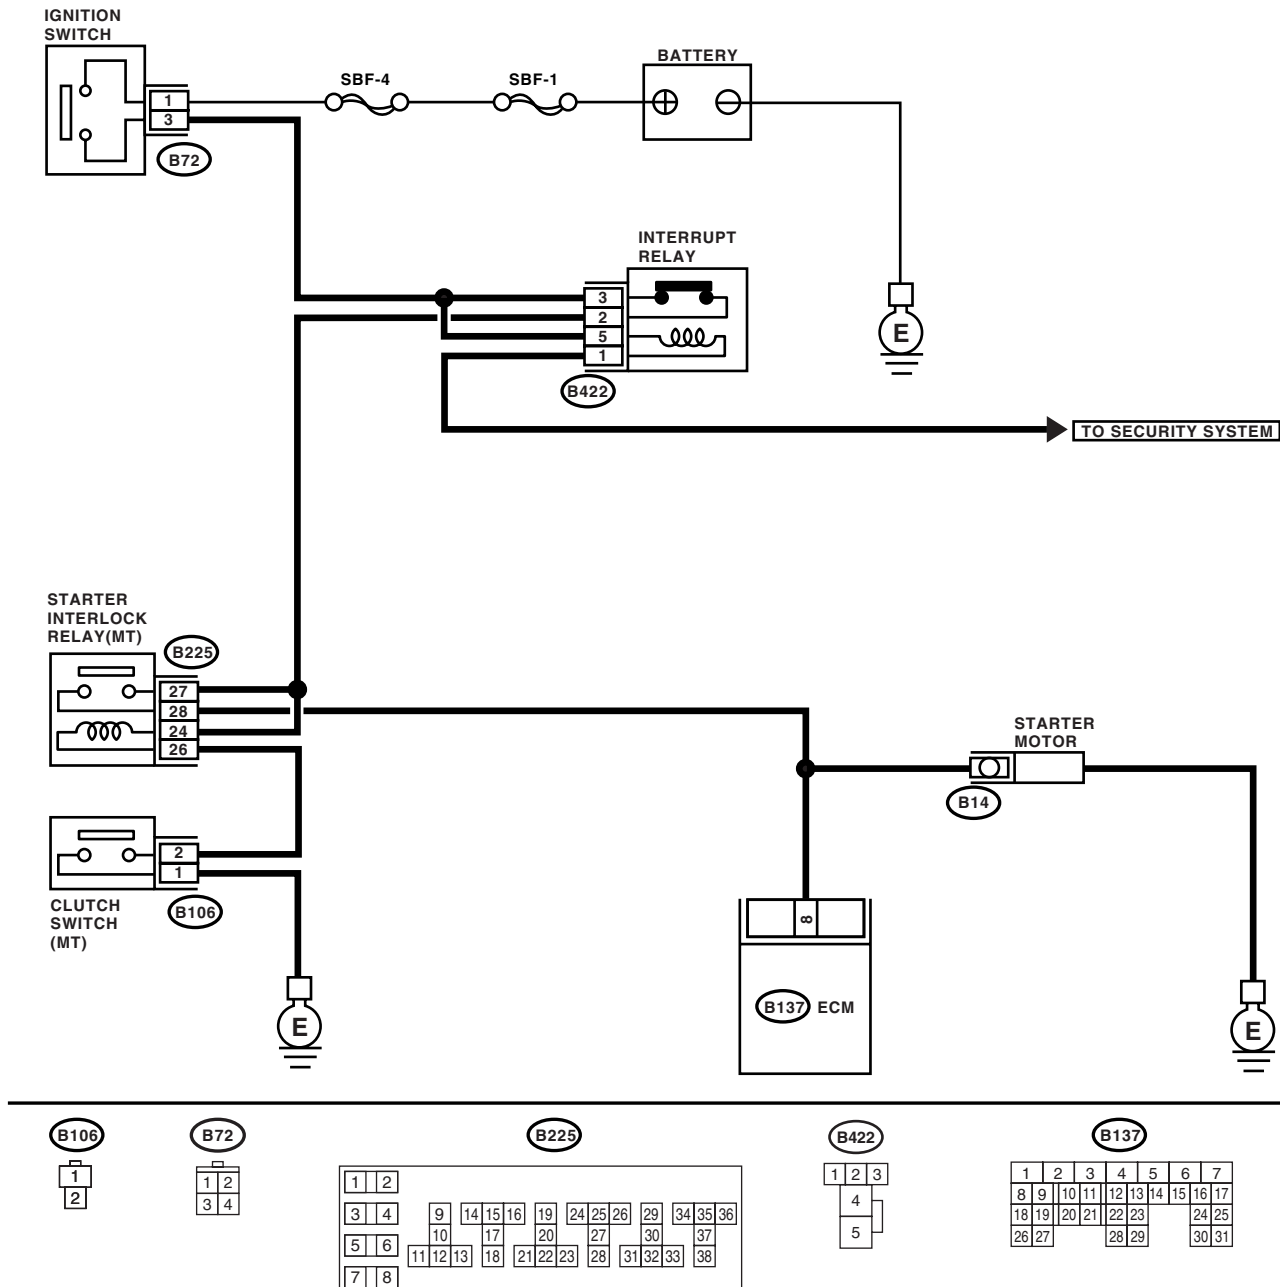 IGNITION
SWITCH
BATTERY
SBF-4
SBF-1
1
3
B72
INTERRUPT
RELAY
3
2
5
1
E
B422
TO SECURITY SYSTEM
STARTER
INTERLOCK
RELAY(MT)
B225
27
28
24
26
STARTER
MOTOR
B14
2
1
CLUTCH
SWITCH
(MT)
B106
8
E
B137 ECM
E
B106
1
2
B72
1 2
3 4
B225
1 2
3 4 9 14 15 16 19 24 25 26 29 34 35 36
10 17 20 27 30 37
5 6 11 12 13 18 21 22 23 28 31 32 33 38
7 8
B422
1 2 3
4
5
B137
1 2 3 4 5 6 7
8 9 10 11 12 13 14 15 16 17
18 19 20 21 22 23 24 25
26 27 28 29 30 31